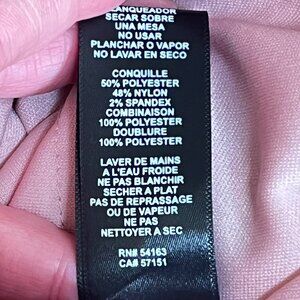 BLANQUEADOR
SECAR SOBRE
UNA MESA
NO USAR
PLANCHAR O VAPOR
NO LAVAR EN SECO
CONQUILLE
50% POLYESTER
48% NYLON
2% SPANDEX
COMBINAISON
100% POLYESTER
DOUBLURE
100% POLYESTER
LAVER DE MAINS
A L'EAU FROIDE
NE PAS BLANCHIR
SECHER A PLAT
PAS DE REPRASSAGE
OU DE VAPEUR
NE PAS
NETTOYER A SEC
RN# 54163
CA# 57151